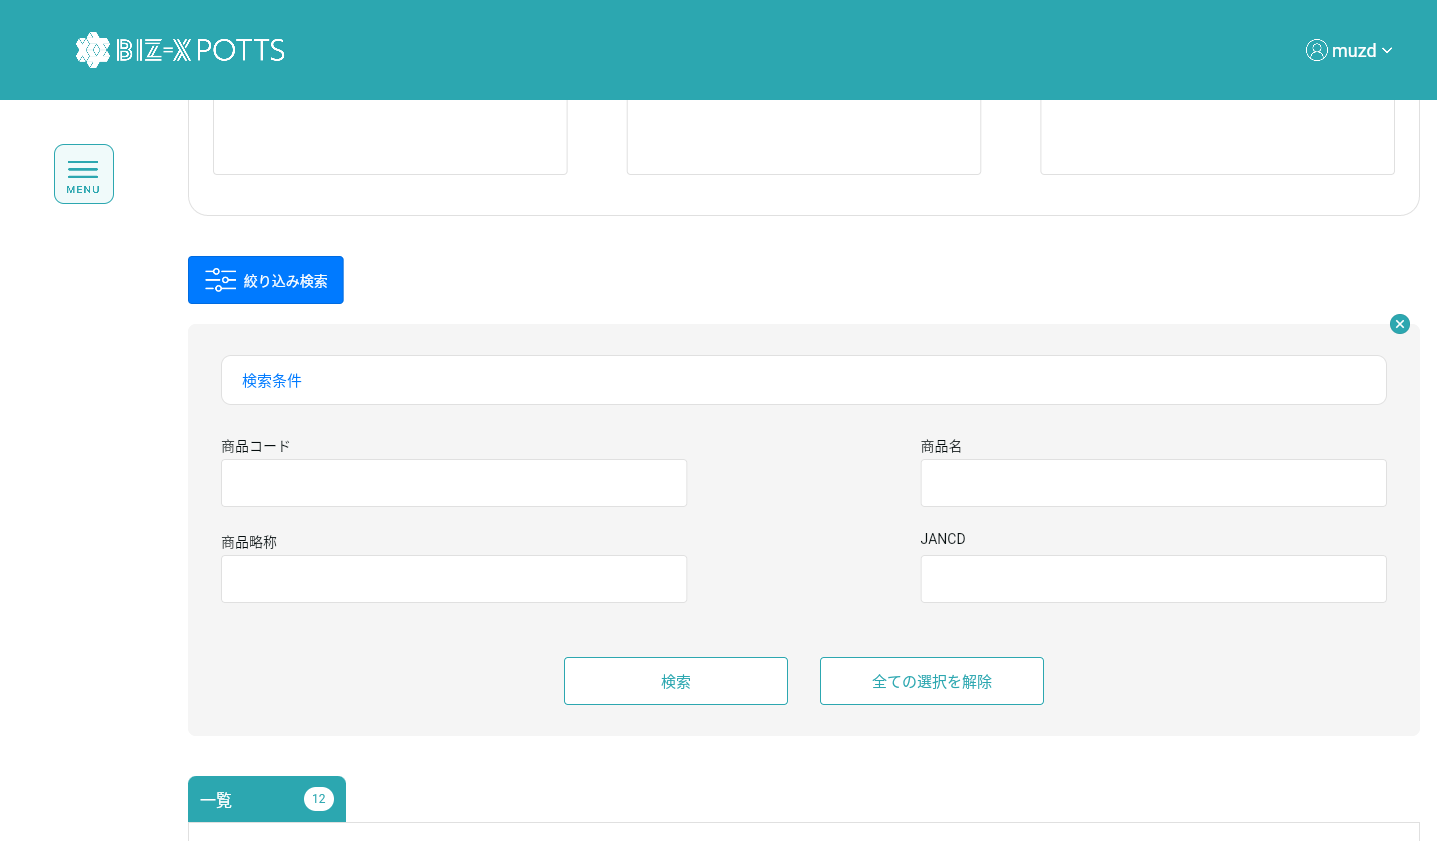 BIZ-X POTTS
muzd
MENU
絞り込み検索
検索条件
商品コード
商品名
商品略称
JANCD
検索
全ての選択を解除
一覧
12